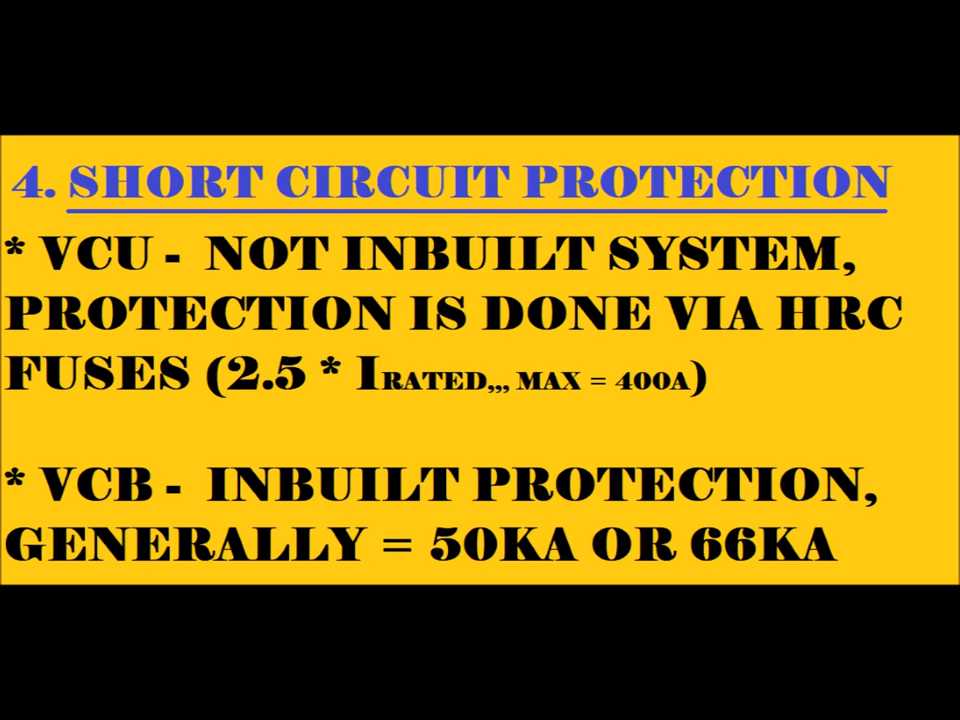 4. SHORT CIRCUIT PROTECTION
* VCU - NOT INBUILT SYSTEM,
PROTECTION IS DONE VIA HRC
FUSES (2.5 * IRATED,,, MAX = 400A)
* VCB - INBUILT PROTECTION,
GENERALLY = 50KA OR 66KA